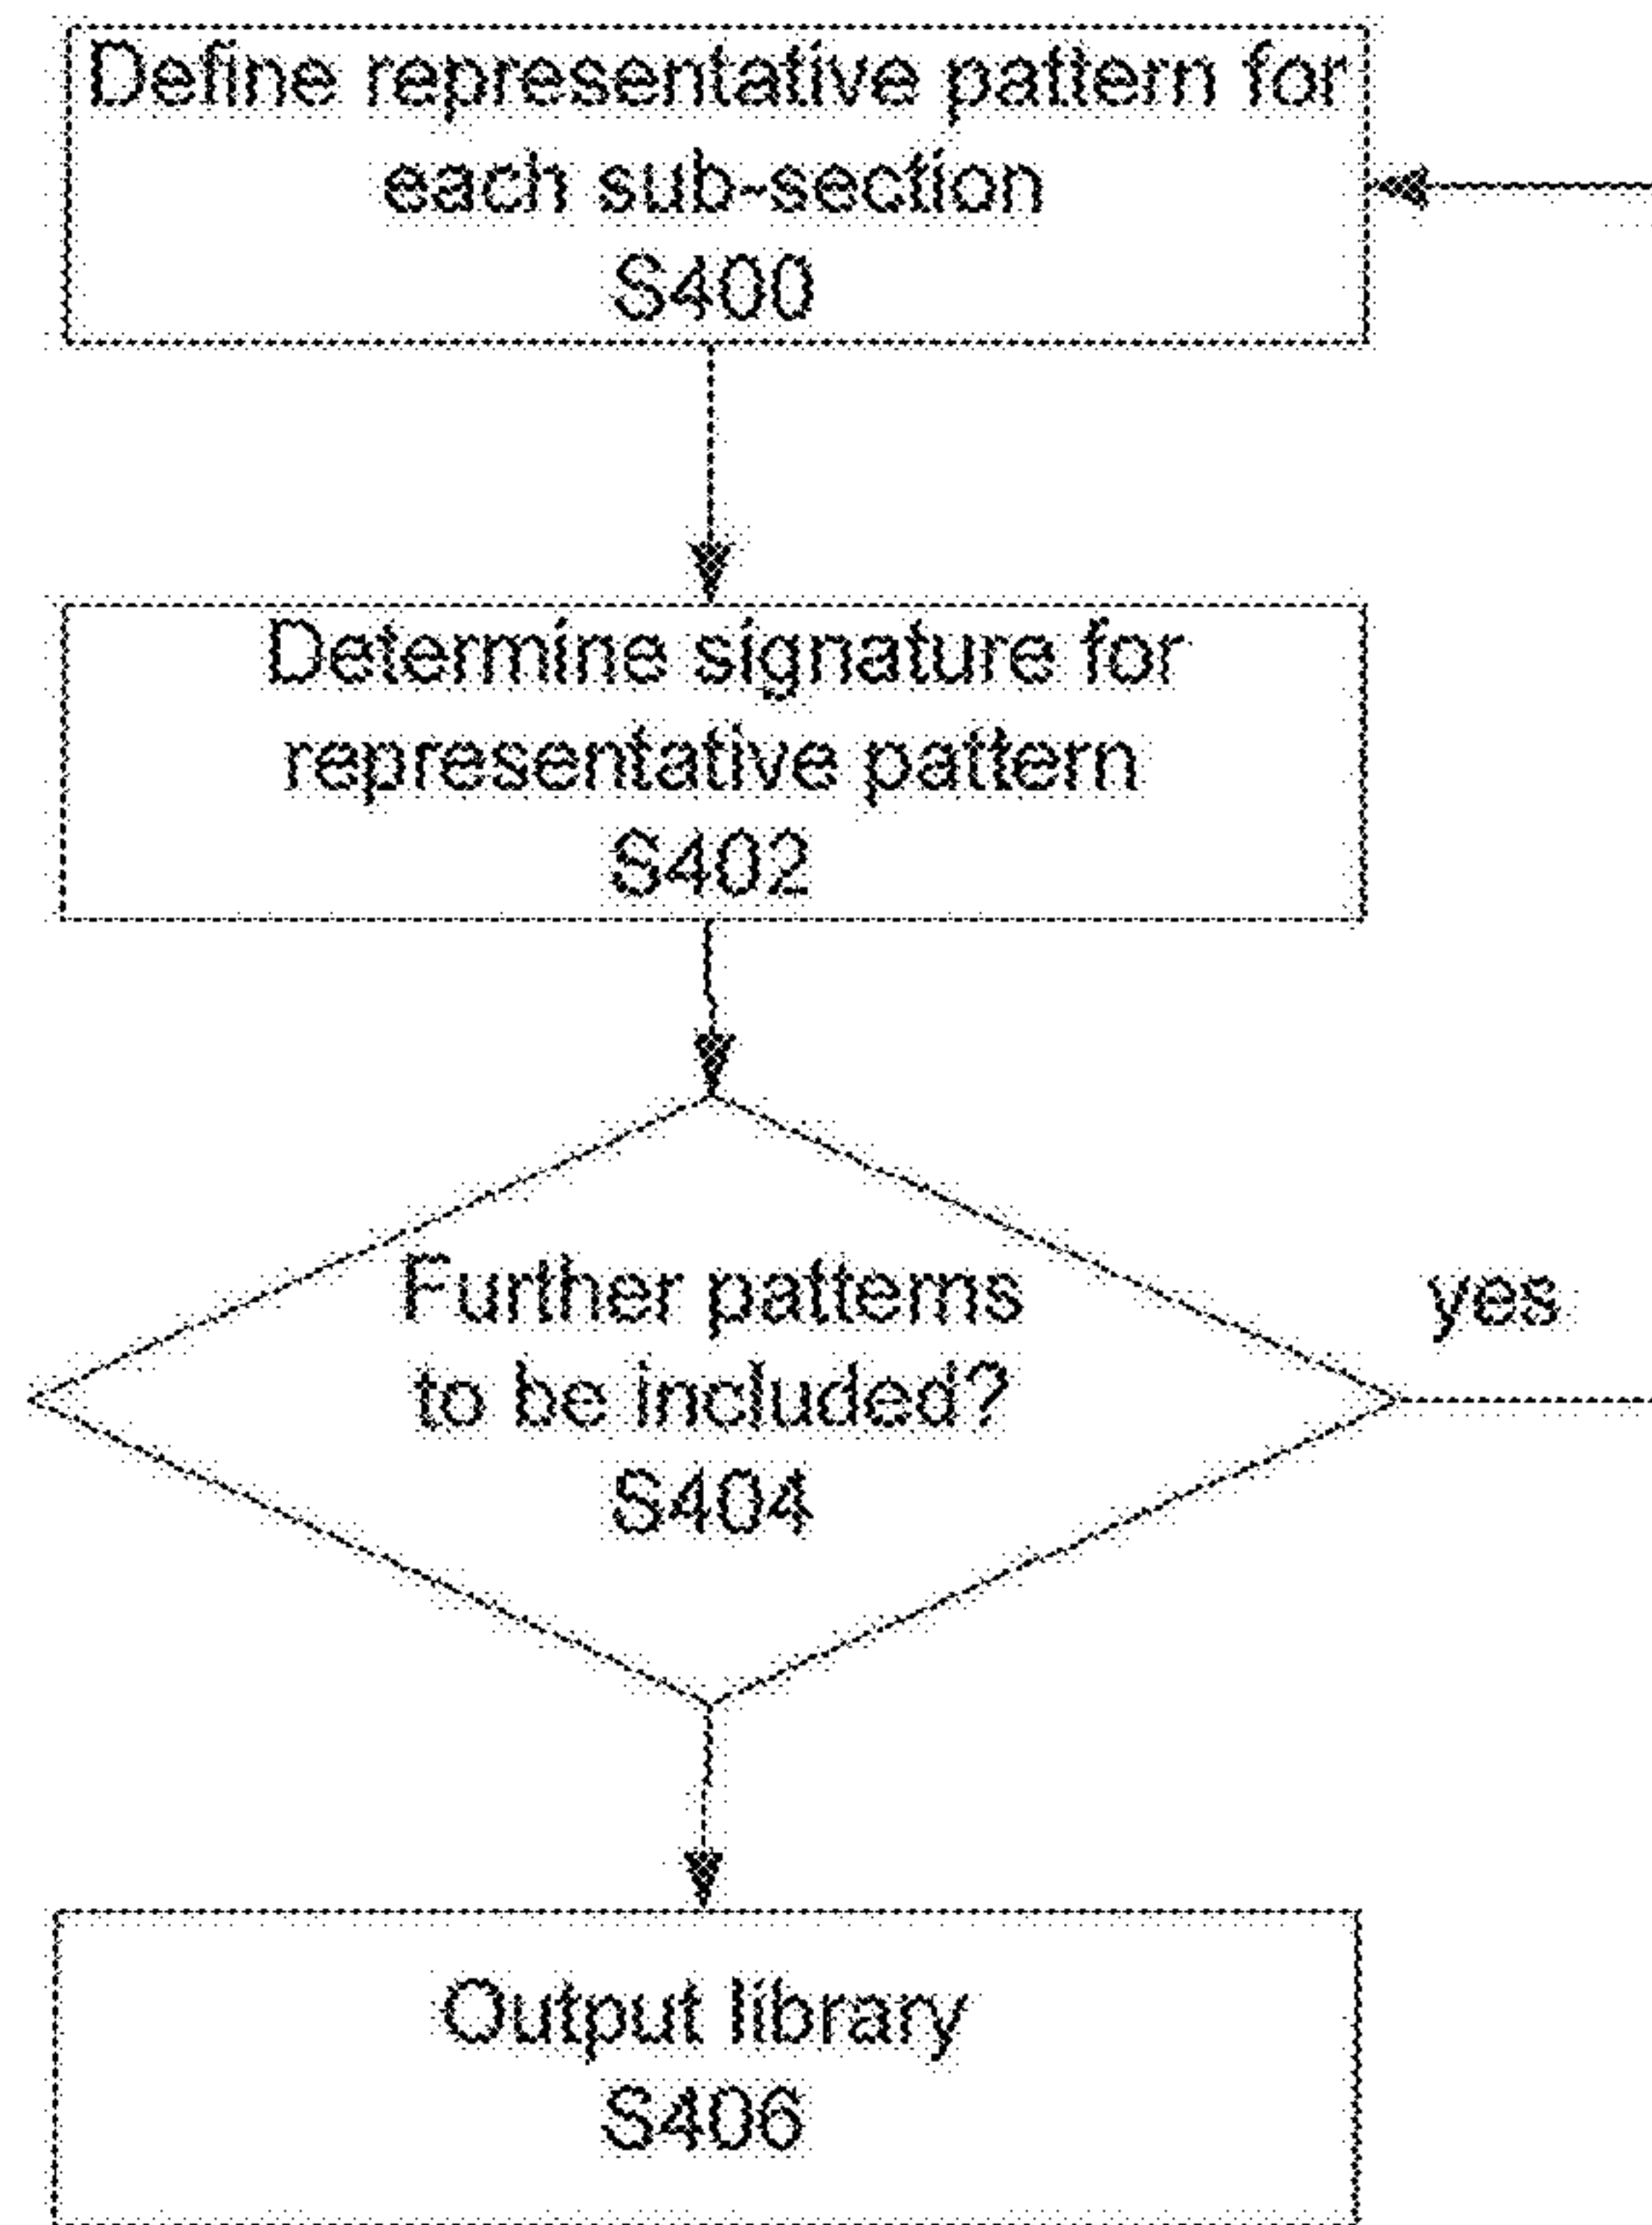 Define representative pattern for
each sub-section
S400
Determine signature for
representative pattern
S402
Further patterns
to be included?
S404
yes
Output library
S406